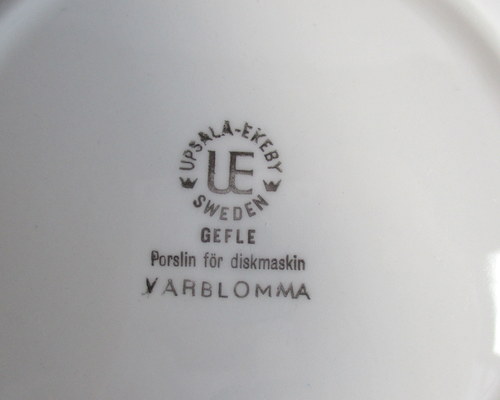 UPSALA-EKEBY
UE
SWEDEN
GEFLE
Porslin för diskmaskin
VÅRBLOMMA